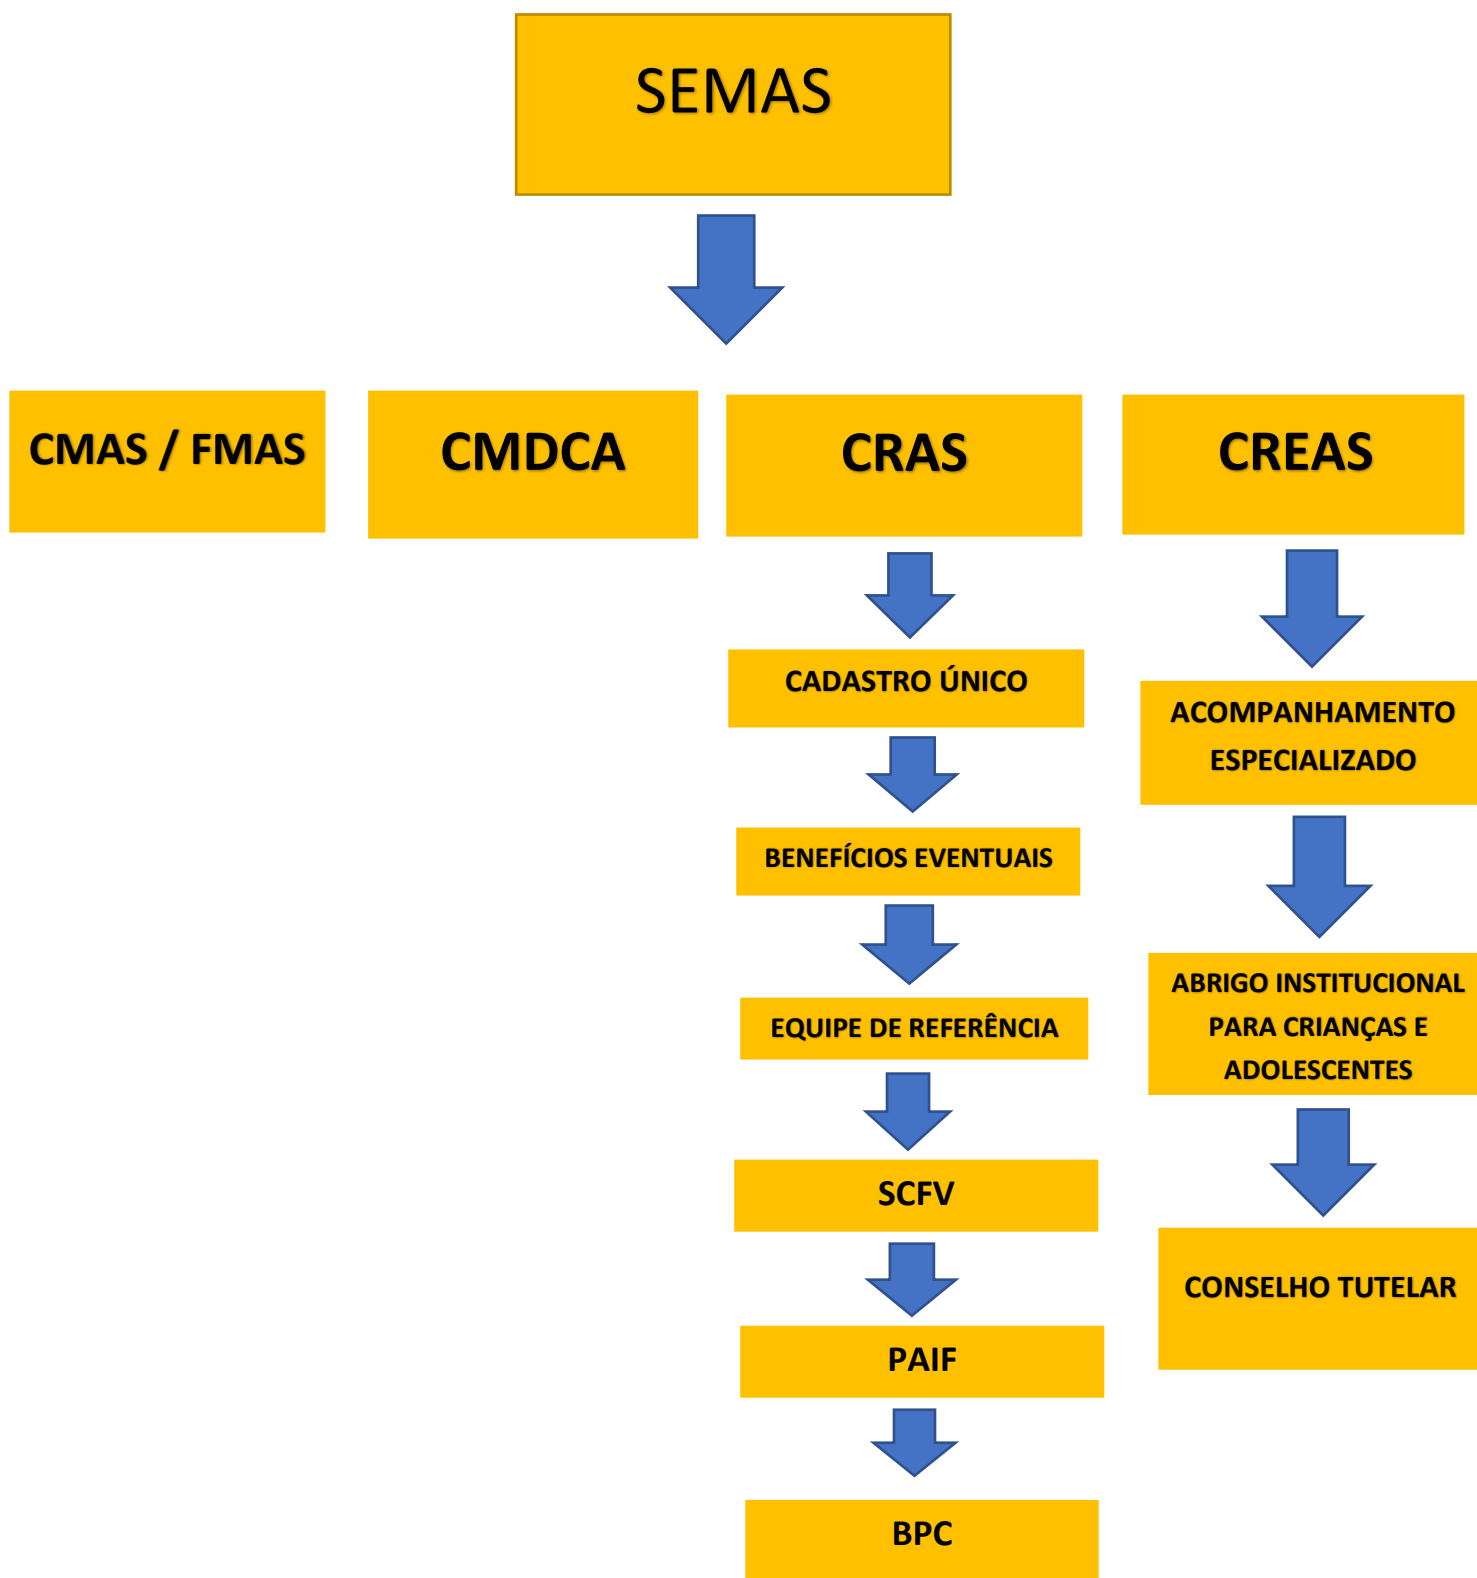 SEMAS
CMAS / FMAS
CMDCA
CRAS
CREAS
CADASTRO ÚNICO
BENEFÍCIOS EVENTUAIS
EQUIPE DE REFERÊNCIA
SCFV
PAIF
BPC
ACOMPANHAMENTO
ESPECIALIZADO
ABRIGO INSTITUCIONAL
PARA CRIANÇAS E
ADOLESCENTES
CONSELHO TUTELAR